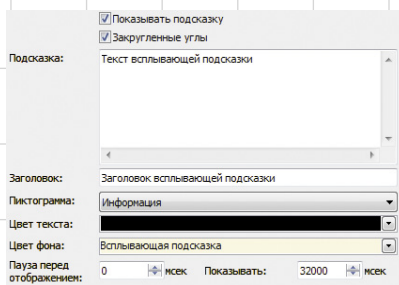 Показывать подсказку
Закругленные углы
Подсказка:
Текст всплывающей подсказки
Заголовок:
Заголовок всплывающей подсказки
Пиктограмма:
Информация
Цвет текста:
Цвет фона:
Всплывающая подсказка
Пауза перед
отображением:
0 мсек Показывать: 32000 мсек